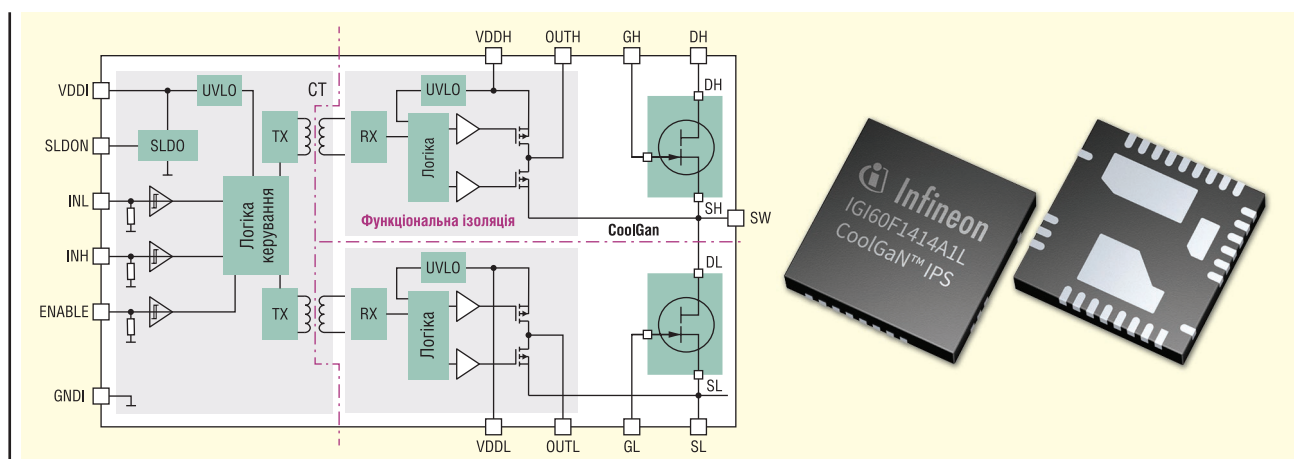 VDDH
OUTH
GH
DH
VDDI
UVLO
CT
UVLO
DH
SLDON
SLDO
TX
RX
Логіка
INL
Логіка
керування
Функціональна ізоляція
CoolGan
SH
SW
INH
UVLO
DL
ENABLE
TX
RX
Логіка
SL
GNDI
VDDL
OUTL
GL
SL
Infineon
IGI60F1414A1L
CoolGaN™ IPS